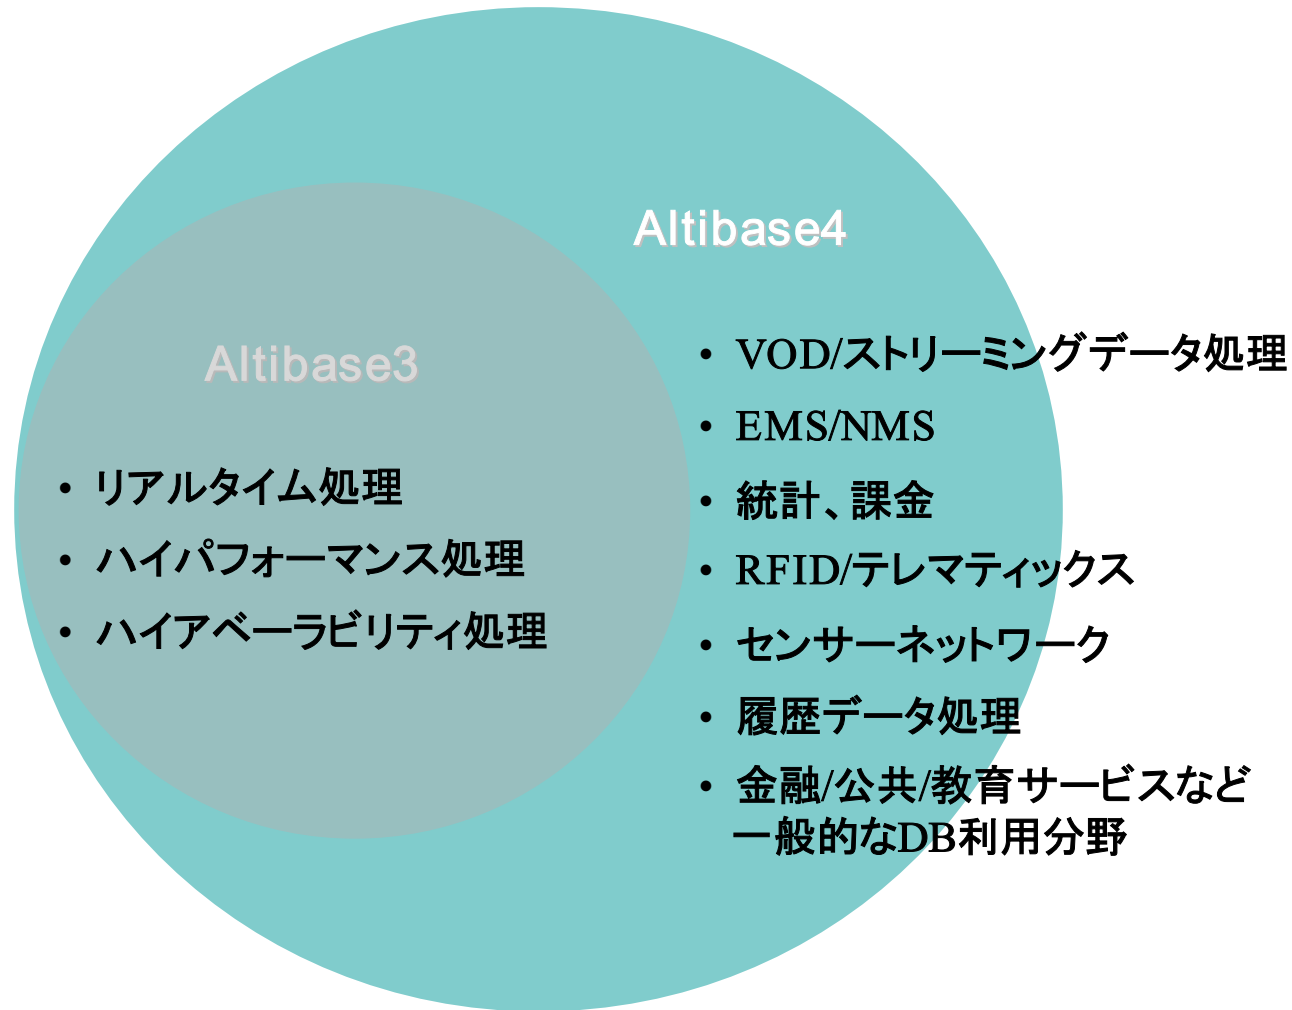 Altibase4
Altibase3
• リアルタイム処理
• ハイパフォーマンス処理
• ハイアベーラビリティ処理
• VOD/ストリーミングデータ処理
• EMS/NMS
• 統計、課金
• RFID/テレマティックス
• センサーネットワーク
• 履歴データ処理
• 金融/公共/教育サービスなど
一般的なDB利用分野